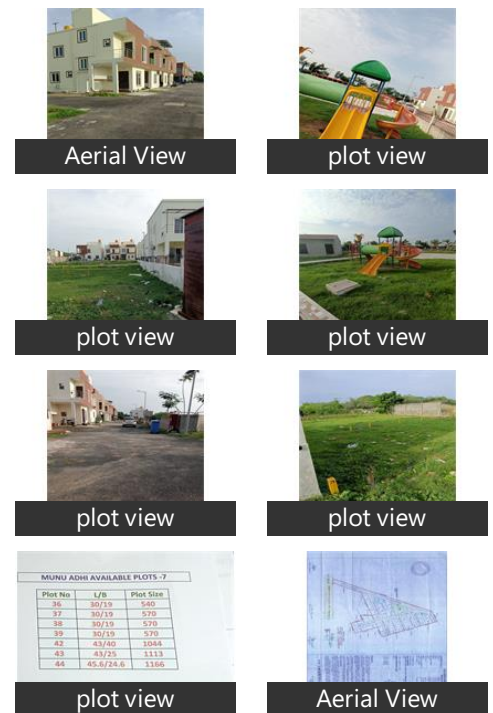 Aerial View
plot view
plot view
plot view
plot view
plot view
MUNU ADHI AVAILABLE PLOTS -7
Plot No L/B Plot Size
36 30/19 540
37 30/19 570
38 30/19 570
39 30/19 570
42 43/40 1044
43 43/25 1113
44 45.6/24.6 1166
plot view
Aerial View